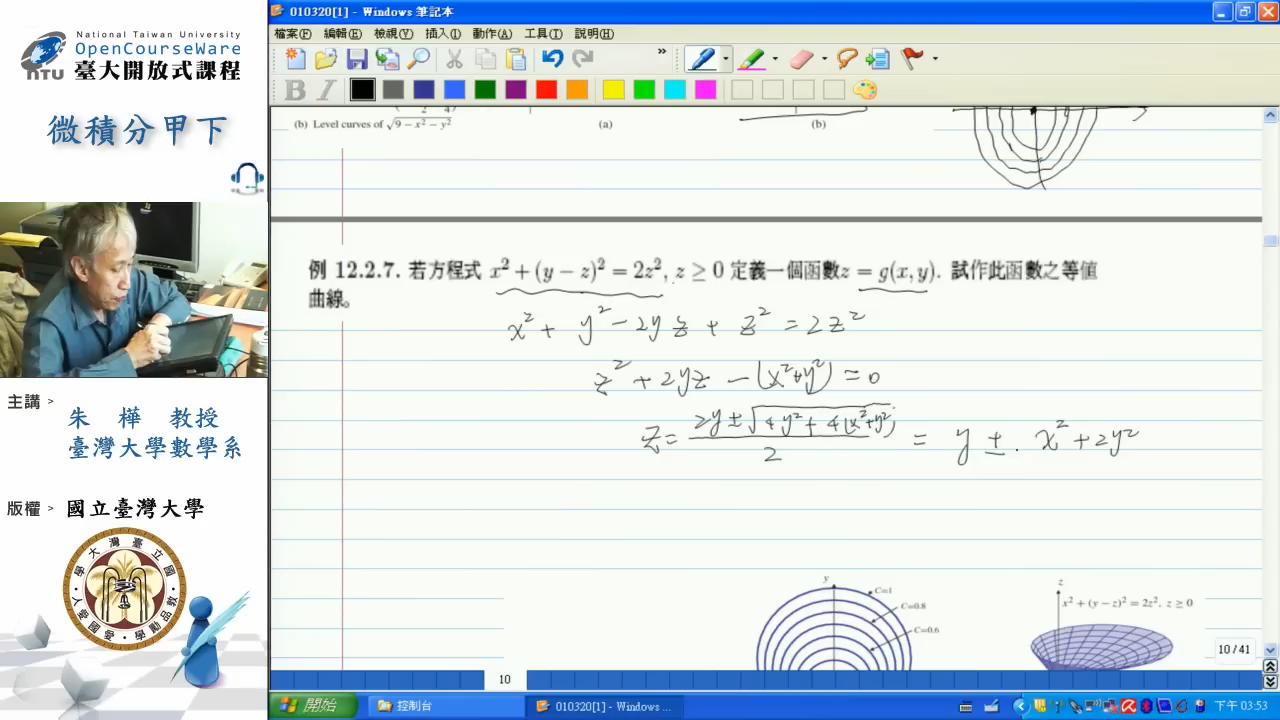 National Taiwan University
OpenCourseWare
NTU 臺大開放式課程
微積分甲下
主講 >
朱 樺 教授
臺灣大學數學系
版權 > 國立臺灣大學
010320[1] - Windows 筆記本
檔案(F) 編輯(E) 檢視(V) 插入(I) 動作(A) 工具(T) 說明(H)
B I
(b) Level curves of √9 − x² − y²
(a)
(b)
例 12.2.7. 若方程式 x² + (y − z)² = 2z², z ≥ 0 定義一個函數z = g(x, y). 試作此函數之等值
曲線。
x² + y² − 2yz + z² = 2z²
z² + 2yz − (x²+y²) = 0
z = (2y ± √4y² + 4(x²+y²)) / 2 = y ± x² + 2y²
y
C=1
C=0.8
C=0.6
z
x² + (y − z)² = 2z², z ≥ 0
10 / 41
10
開始
控制台
010320[1] - Windows ...
下午 03:53